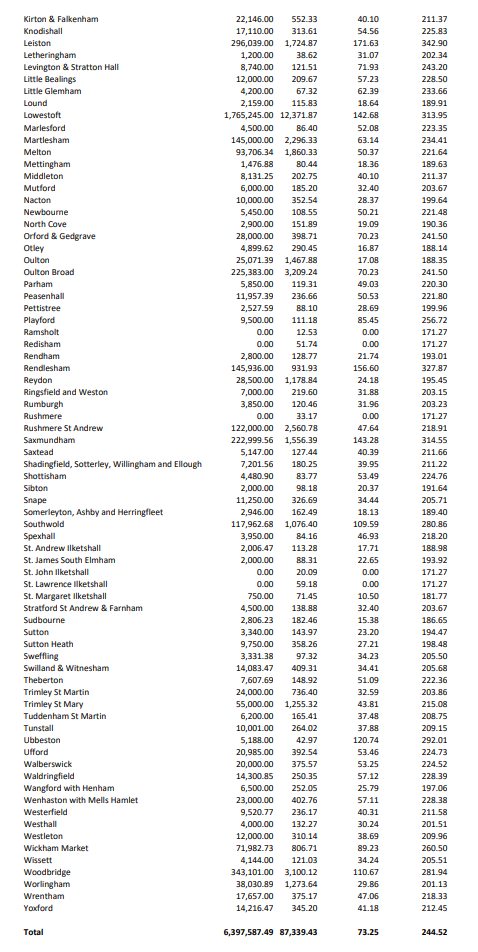 Kirton & Falkenham 22,146.00 552.33 40.10 211.37
Knodishall 17,110.00 313.61 54.56 225.83
Leiston 296,039.00 1,724.87 171.63 342.90
Letheringham 1,200.00 38.62 31.07 202.34
Levington & Stratton Hall 8,740.00 121.51 71.93 243.20
Little Bealings 12,000.00 209.67 57.23 228.50
Little Glemham 4,200.00 67.32 62.39 233.66
Lound 2,159.00 115.83 18.64 189.91
Lowestoft 1,765,245.00 12,371.87 142.68 313.95
Marlesford 4,500.00 86.40 52.08 223.35
Martlesham 145,000.00 2,296.33 63.14 234.41
Melton 93,706.34 1,860.33 50.37 221.64
Mettingham 1,476.88 80.44 18.36 189.63
Middleton 8,131.25 202.75 40.10 211.37
Mutford 6,000.00 185.20 32.40 203.67
Nacton 10,000.00 352.54 28.37 199.64
Newbourne 5,450.00 108.55 50.21 221.48
North Cove 2,900.00 151.89 19.09 190.36
Orford & Gedgrave 28,000.00 398.71 70.23 241.50
Otley 4,899.62 290.45 16.87 188.14
Oulton 25,071.39 1,467.88 17.08 188.35
Oulton Broad 225,383.00 3,209.24 70.23 241.50
Parham 5,850.00 119.31 49.03 220.30
Peasenhall 11,957.39 236.66 50.53 221.80
Pettistree 2,527.59 88.10 28.69 199.96
Playford 9,500.00 111.18 85.45 256.72
Ramsholt 0.00 12.53 0.00 171.27
Redisham 0.00 51.74 0.00 171.27
Rendham 2,800.00 128.77 21.74 193.01
Rendlesham 145,936.00 931.93 156.60 327.87
Reydon 28,500.00 1,178.84 24.18 195.45
Ringsfield and Weston 7,000.00 219.60 31.88 203.15
Rumburgh 3,850.00 120.46 31.96 203.23
Rushmere 0.00 33.17 0.00 171.27
Rushmere St Andrew 122,000.00 2,560.78 47.64 218.91
Saxmundham 222,999.56 1,556.39 143.28 314.55
Saxtead 5,147.00 127.44 40.39 211.66
Shadingfield, Sotterley, Willingham and Ellough 7,201.56 180.25 39.95 211.22
Shottisham 4,480.90 83.77 53.49 224.76
Sibton 2,000.00 98.18 20.37 191.64
Snape 11,250.00 326.69 34.44 205.71
Somerleyton, Ashby and Herringfleet 2,946.00 162.49 18.13 189.40
Southwold 117,962.68 1,076.40 109.59 280.86
Spexhall 3,950.00 84.16 46.93 218.20
St. Andrew Ilketshall 2,006.47 113.28 17.71 188.98
St. James South Elmham 2,000.00 88.31 22.65 193.92
St. John Ilketshall 0.00 20.09 0.00 171.27
St. Lawrence Ilketshall 0.00 59.18 0.00 171.27
St. Margaret Ilketshall 750.00 71.45 10.50 181.77
Stratford St Andrew & Farnham 4,500.00 138.88 32.40 203.67
Sudbourne 2,806.23 182.46 15.38 186.65
Sutton 3,340.00 143.97 23.20 194.47
Sutton Heath 9,750.00 358.26 27.21 198.48
Sweffling 3,331.38 97.32 34.23 205.50
Swilland & Witnesham 14,083.47 409.31 34.41 205.68
Theberton 7,607.69 148.92 51.09 222.36
Trimley St Martin 24,000.00 736.40 32.59 203.86
Trimley St Mary 55,000.00 1,255.32 43.81 215.08
Tuddenham St Martin 6,200.00 165.41 37.48 208.75
Tunstall 10,001.00 264.02 37.88 209.15
Ubbeston 5,188.00 42.97 120.74 292.01
Ufford 20,985.00 392.54 53.46 224.73
Walberswick 20,000.00 375.57 53.25 224.52
Waldringfield 14,300.85 250.35 57.12 228.39
Wangford with Henham 6,500.00 252.05 25.79 197.06
Wenhaston with Mells Hamlet 23,000.00 402.76 57.11 228.38
Westerfield 9,520.77 236.17 40.31 211.58
Westhall 4,000.00 132.27 30.24 201.51
Westleton 12,000.00 310.14 38.69 209.96
Wickham Market 71,982.73 806.71 89.23 260.50
Wissett 4,144.00 121.03 34.24 205.51
Woodbridge 343,101.00 3,100.12 110.67 281.94
Worlingham 38,030.89 1,273.64 29.86 201.13
Wrentham 17,657.00 375.17 47.06 218.33
Yoxford 14,216.47 345.20 41.18 212.45
Total 6,397,587.49 87,339.43 73.25 244.52